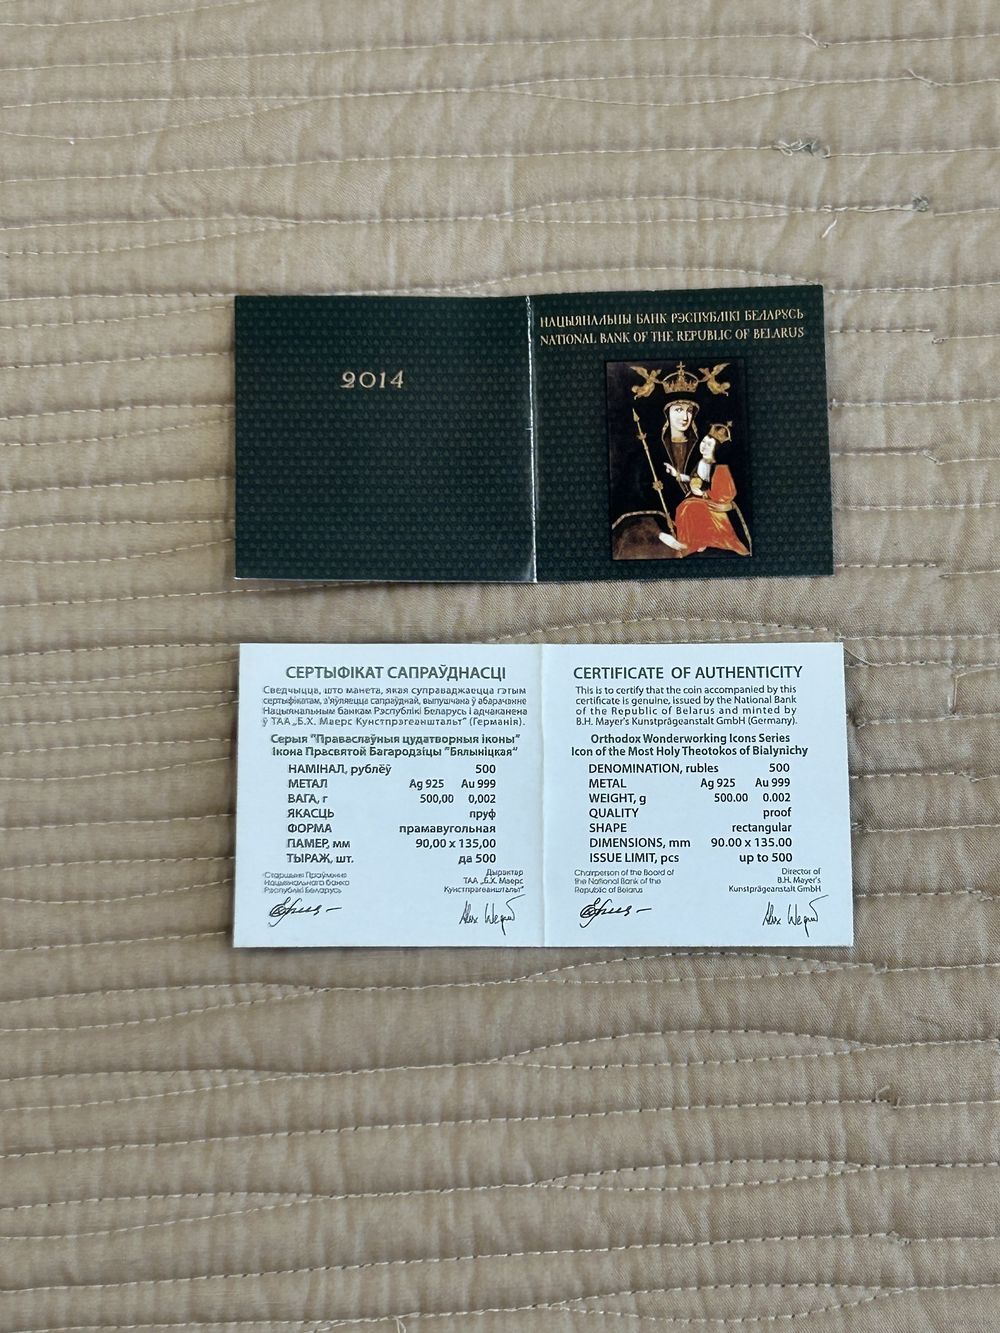 2014
НАЦЫЯНАЛЬНЫ БАНК РЭСПУБЛІКІ БЕЛАРУСЬ
NATIONAL BANK OF THE REPUBLIC OF BELARUS
СЕРТЫФІКАТ САПРАЎДНАСЦІ
Сведчыцца, што манета, якая суправаджаецца гэтым
сертыфікатам, з'яўляецца сапраўднай, выпушчана ў абарачэнне
Нацыянальным банкам Рэспублікі Беларусь і адчаканена
ў ТАА „Б.Х. Маерс Кунстпрэгеанштальт" (Германія).
Серыя "Праваслаўныя цудатворныя іконы"
Ікона Прасвятой Багародзіцы "Бялыніцкая"
НАМІНАЛ, рублёў 500
МЕТАЛ Ag 925 Au 999
ВАГА, г 500,00 0,002
ЯКАСЦЬ пруф
ФОРМА прамавугольная
ПАМЕР, мм 90,00 x 135,00
ТЫРАЖ, шт. да 500
Старшыня Праўлення
Нацыянальнага банка
Рэспублікі Беларусь
Дырэктар
ТАА „Б.Х. Маерс
Кунстпрэгеанштальт"
CERTIFICATE OF AUTHENTICITY
This is to certify that the coin accompanied by this
certificate is genuine, issued by the National Bank
of the Republic of Belarus and minted by
B.H. Mayer's Kunstprägeanstalt GmbH (Germany).
Orthodox Wonderworking Icons Series
Icon of the Most Holy Theotokos of Bialynichy
DENOMINATION, rubles 500
METAL Ag 925 Au 999
WEIGHT, g 500.00 0.002
QUALITY proof
SHAPE rectangular
DIMENSIONS, mm 90.00 x 135.00
ISSUE LIMIT, pcs up to 500
Chairperson of the Board of
the National Bank of the
Republic of Belarus
Director of
B.H. Mayer's
Kunstprägeanstalt GmbH